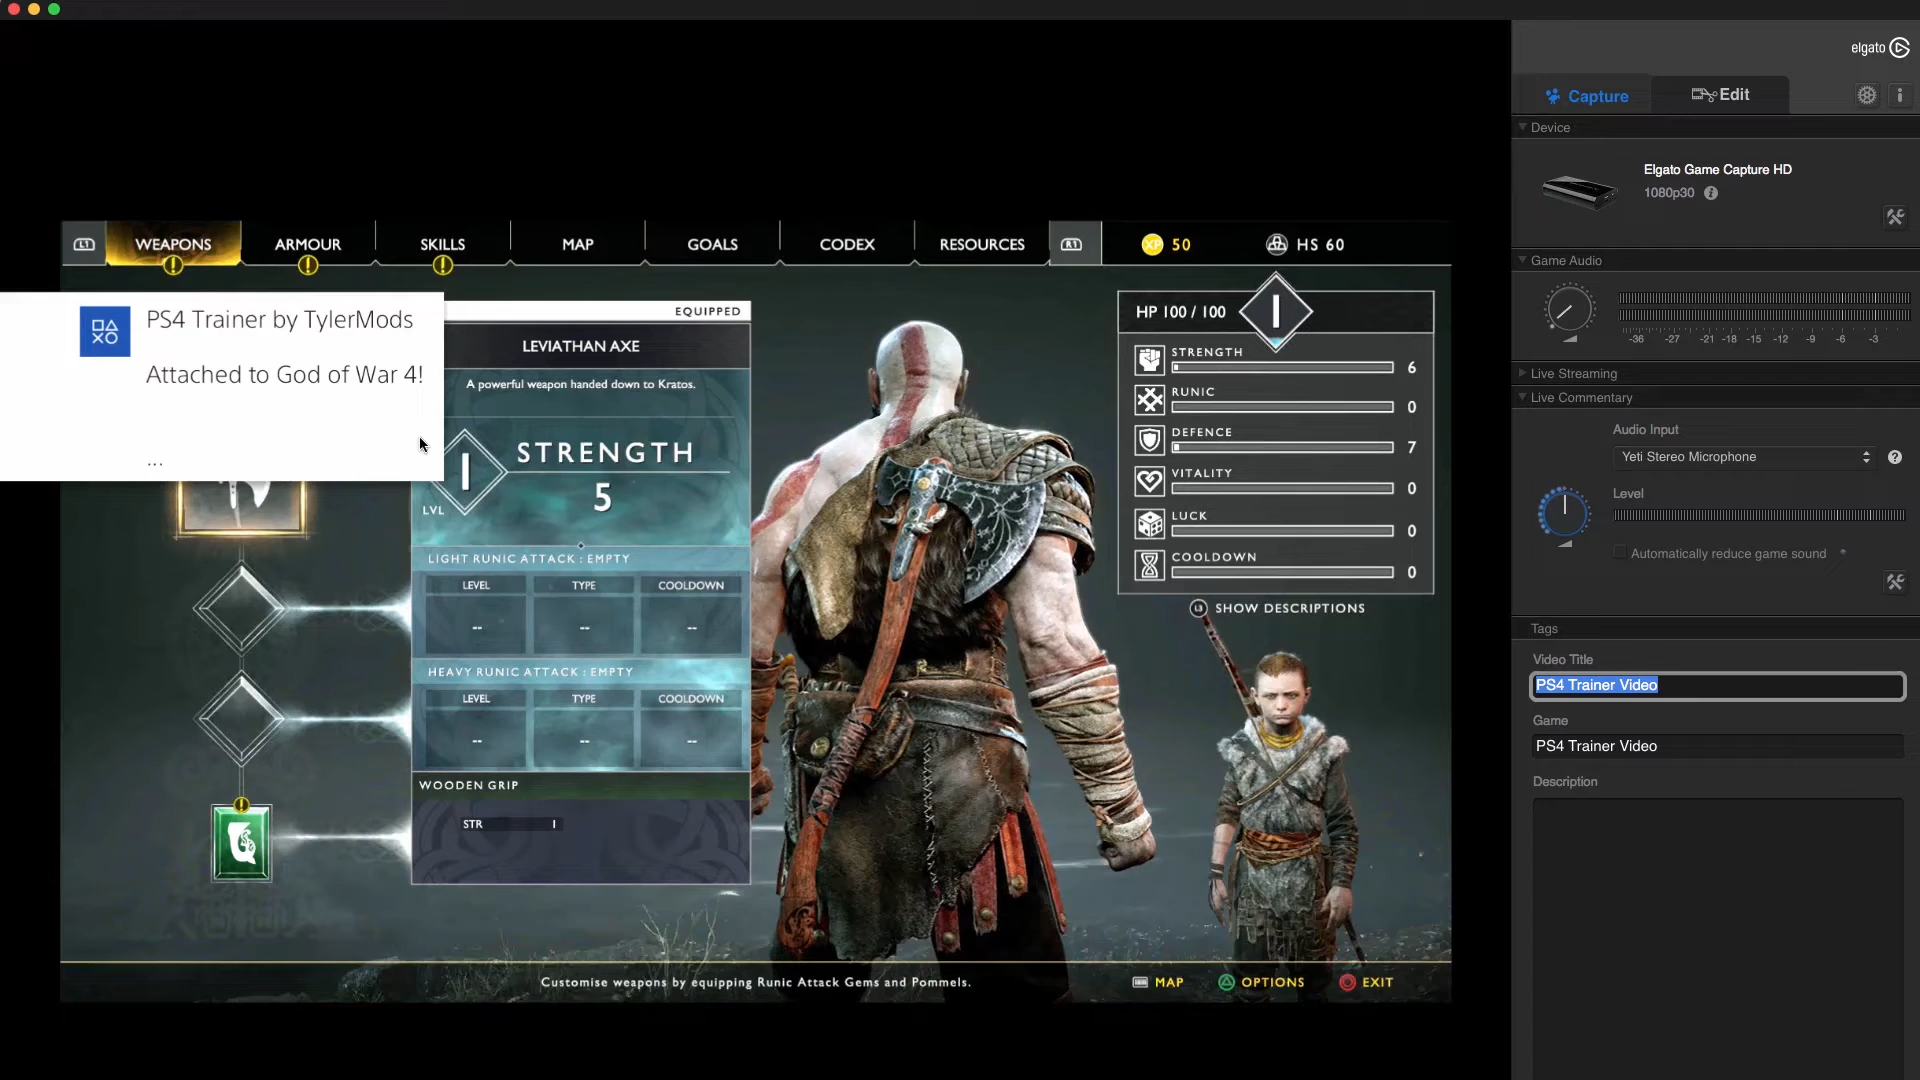 elgato
Capture
Edit
Device
Elgato Game Capture HD
1080p30
Game Audio
-36 -27 -21 -18 -15 -12 -9 -6 -3
Live Streaming
Live Commentary
Audio Input
Yeti Stereo Microphone
Level
Automatically reduce game sound
Tags
Video Title
PS4 Trainer Video
Game
PS4 Trainer Video
Description
L1
WEAPONS
ARMOUR
SKILLS
MAP
GOALS
CODEX
RESOURCES
R1
XP 50
HS 60
PS4 Trainer by TylerMods
Attached to God of War 4!
...
EQUIPPED
LEVIATHAN AXE
A powerful weapon handed down to Kratos.
I
LVL
STRENGTH
5
LIGHT RUNIC ATTACK : EMPTY
LEVEL TYPE COOLDOWN
-- -- --
HEAVY RUNIC ATTACK : EMPTY
LEVEL TYPE COOLDOWN
-- -- --
WOODEN GRIP
STR 1
HP 100 / 100
I
STRENGTH 6
RUNIC 0
DEFENCE 7
VITALITY 0
LUCK 0
COOLDOWN 0
L3 SHOW DESCRIPTIONS
Customise weapons by equipping Runic Attack Gems and Pommels.
MAP
OPTIONS
EXIT